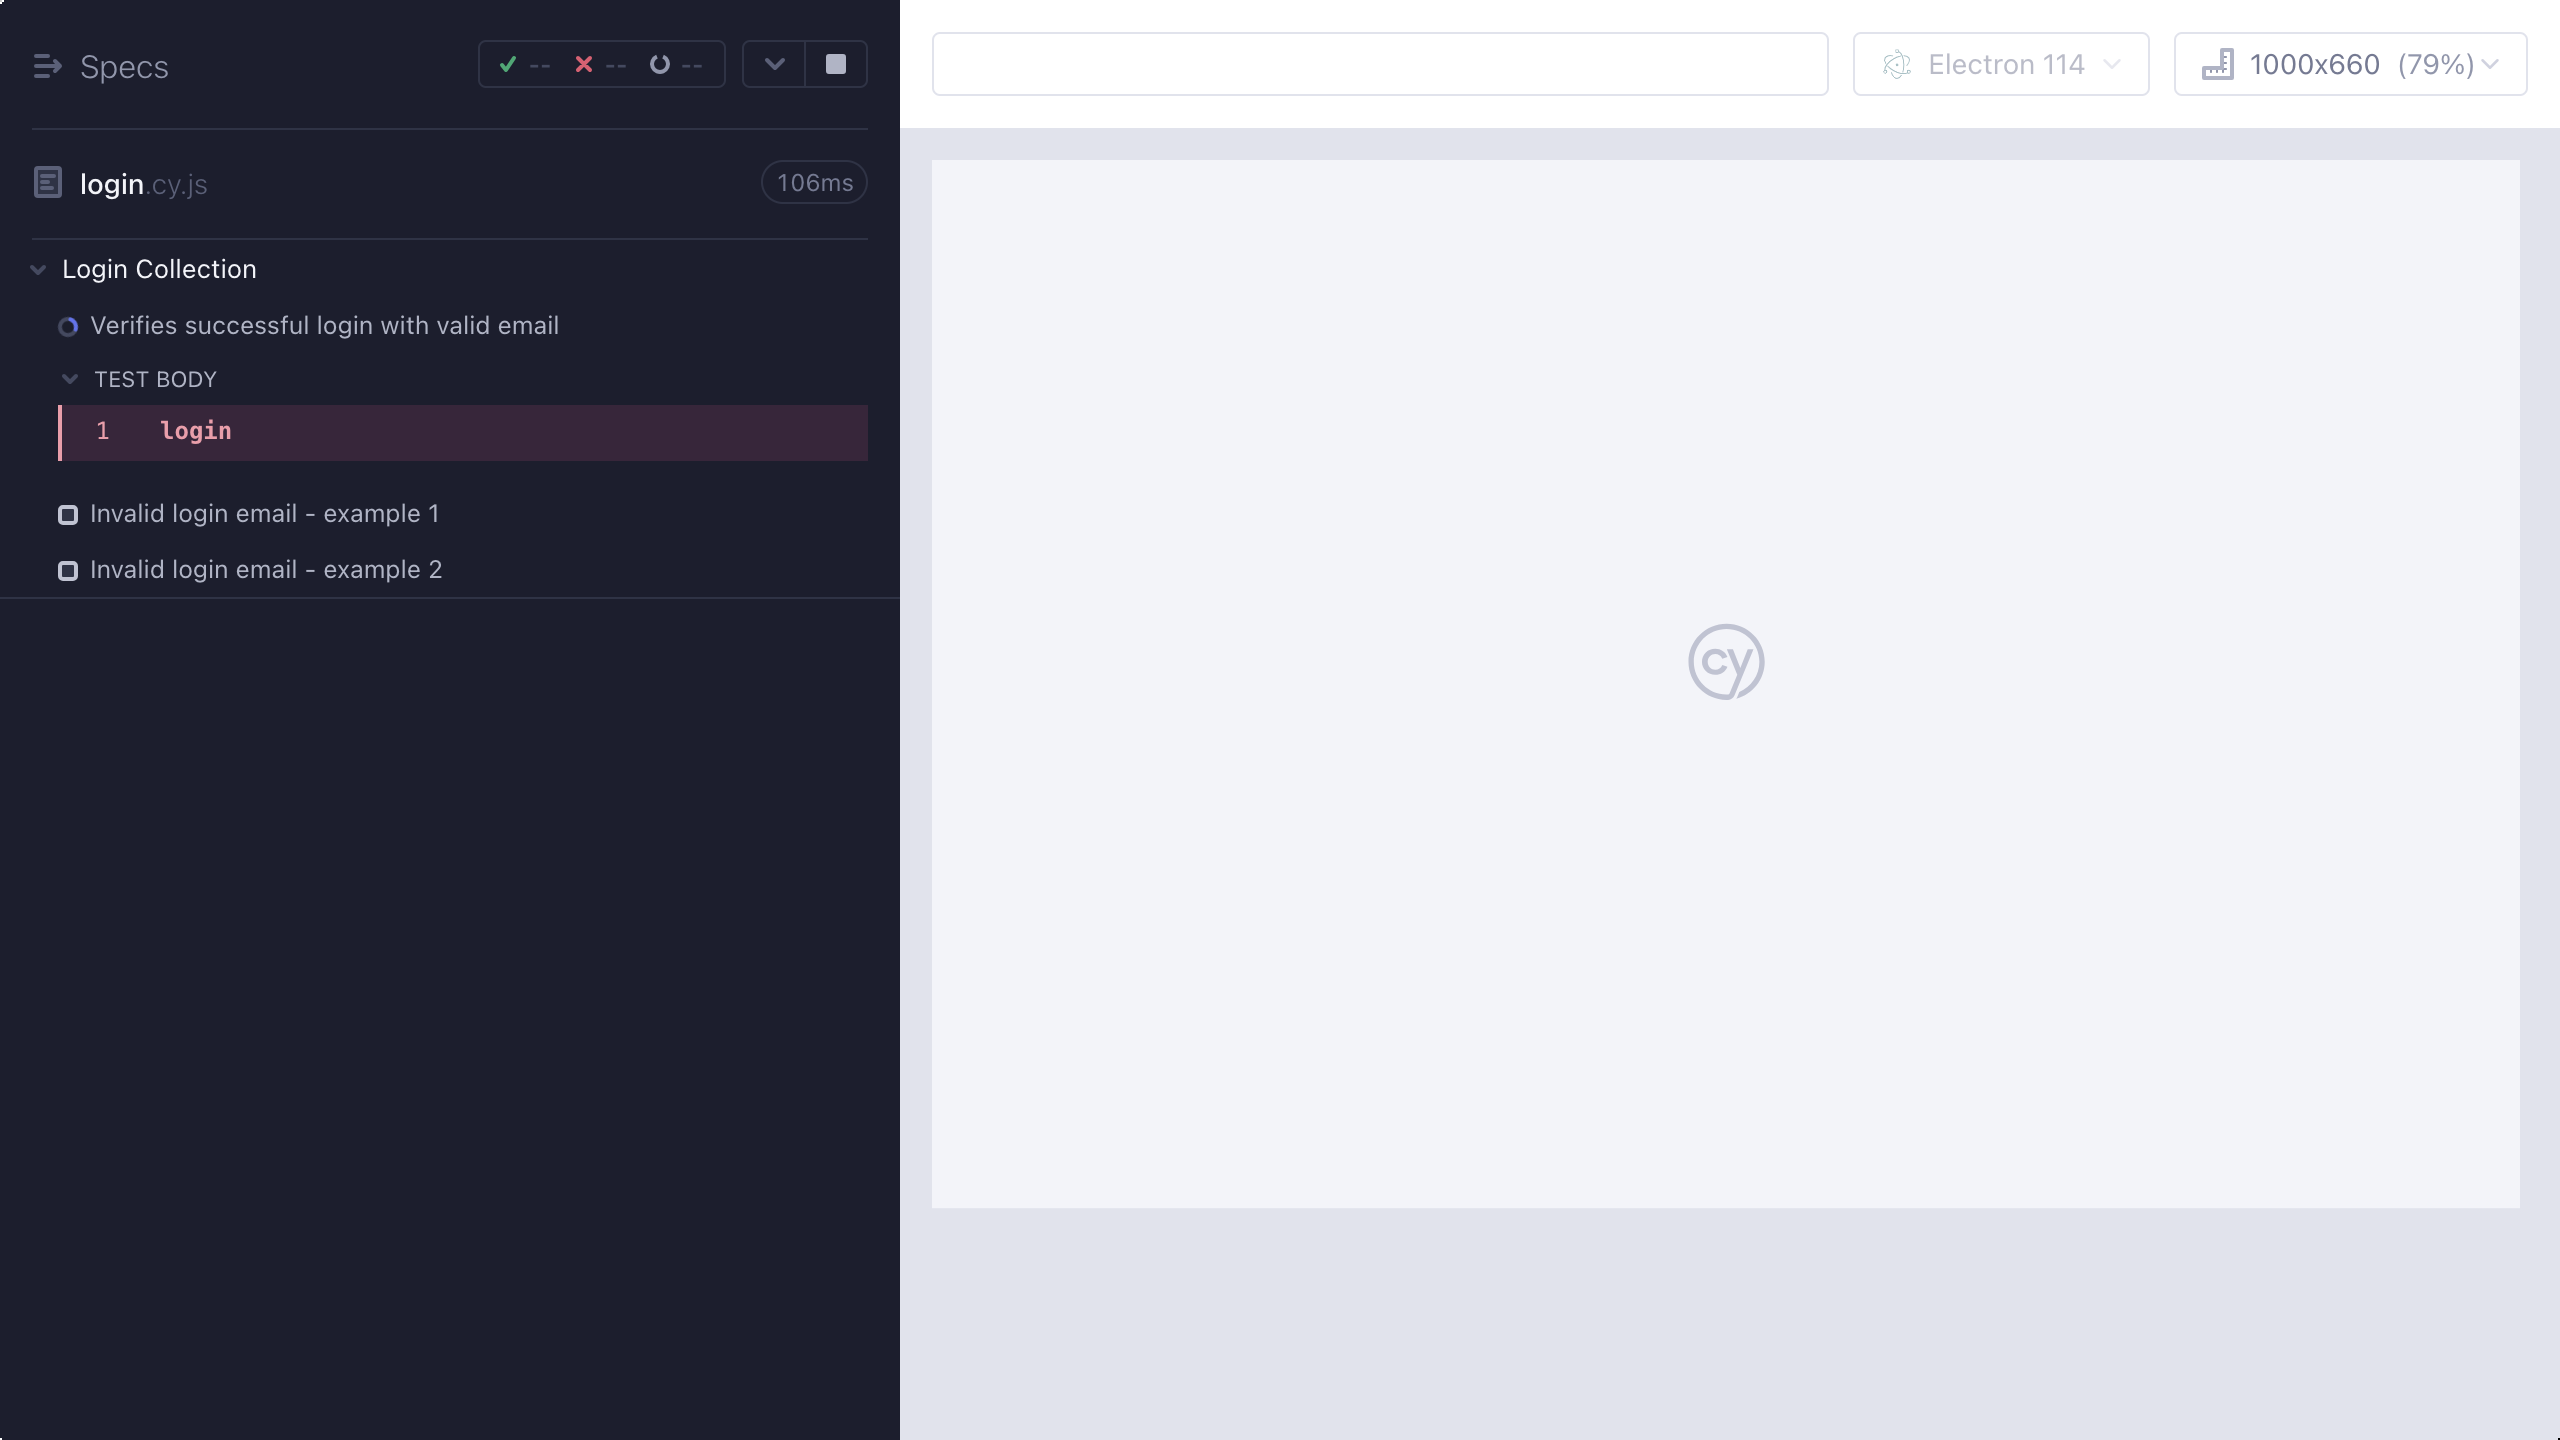 Specs
-- -- --
login.cy.js
106ms
Login Collection
Verifies successful login with valid email
TEST BODY
1 login
Invalid login email - example 1
Invalid login email - example 2
Electron 114
1000x660 (79%)
cy